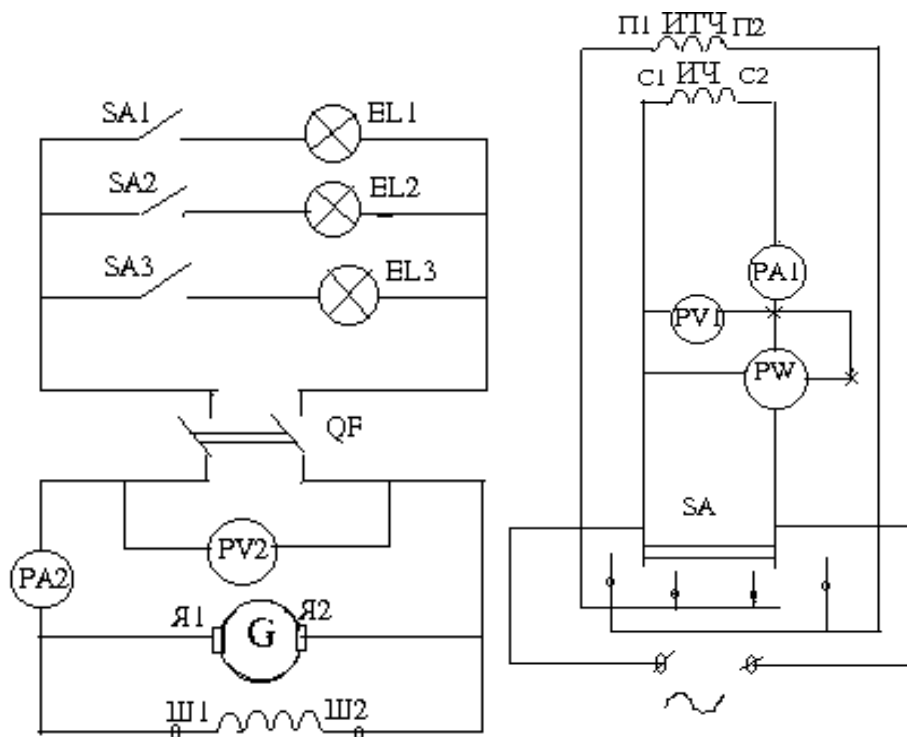 П1 ИТЧ П2
С1 ИЧ С2
SA1 EL1
SA2 EL2
SA3 EL3
PA1
PV1
PW
QF
SA
PV2
PA2
Я1 G Я2
Ш1 Ш2